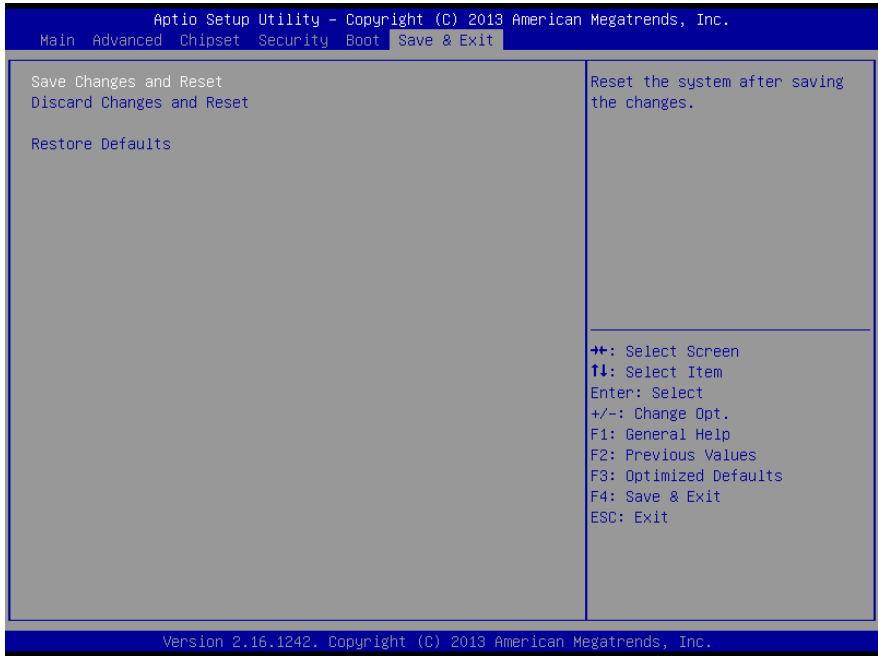 Aptio Setup Utility – Copyright (C) 2013 American Megatrends, Inc.
Main Advanced Chipset Security Boot Save & Exit
Save Changes and Reset
Discard Changes and Reset
Restore Defaults
Reset the system after saving
the changes.
→←: Select Screen
↑↓: Select Item
Enter: Select
+/-: Change Opt.
F1: General Help
F2: Previous Values
F3: Optimized Defaults
F4: Save & Exit
ESC: Exit
Version 2.16.1242. Copyright (C) 2013 American Megatrends, Inc.